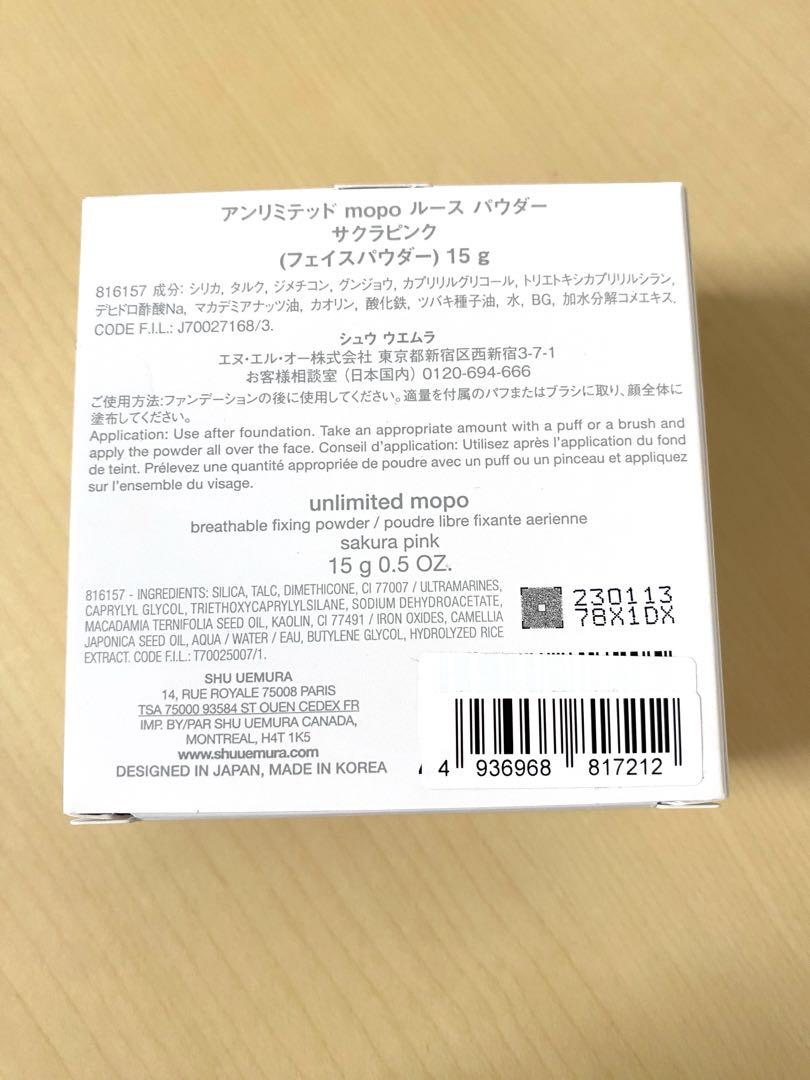 アンリミテッド mopo ルース パウダー
サクラピンク
(フェイスパウダー) 15 g
816157 成分: シリカ, タルク, ジメチコン, グンジョウ, カプリリルグリコール, トリエトキシカプリリルシラン,
デヒドロ酢酸Na, マカデミアナッツ油, カオリン, 酸化鉄, ツバキ種子油, 水, BG, 加水分解コメエキス.
CODE F.I.L.: J70027168/3.
シュウ ウエムラ
エヌ・エル・オー株式会社 東京都新宿区西新宿3-7-1
お客様相談室 (日本国内) 0120-694-666
ご使用方法:ファンデーションの後に使用してください。適量を付属のパフまたはブラシに取り、顔全体に
塗布してください。
Application: Use after foundation. Take an appropriate amount with a puff or a brush and
apply the powder all over the face. Conseil d'application: Utilisez après l'application du fond
de teint. Prélevez une quantité appropriée de poudre avec un puff ou un pinceau et appliquez
sur l'ensemble du visage.
unlimited mopo
breathable fixing powder / poudre libre fixante aerienne
sakura pink
15 g 0.5 OZ.
816157 - INGREDIENTS: SILICA, TALC, DIMETHICONE, CI 77007 / ULTRAMARINES,
CAPRYLYL GLYCOL, TRIETHOXYCAPRYLYLSILANE, SODIUM DEHYDROACETATE,
MACADAMIA TERNIFOLIA SEED OIL, KAOLIN, CI 77491 / IRON OXIDES, CAMELLIA
JAPONICA SEED OIL, AQUA / WATER / EAU, BUTYLENE GLYCOL, HYDROLYZED RICE
EXTRACT. CODE F.I.L.: T70025007/1.
230113
78X1DX
SHU UEMURA
14, RUE ROYALE 75008 PARIS
TSA 75000 93584 ST OUEN CEDEX FR
IMP. BY/PAR SHU UEMURA CANADA,
MONTREAL, H4T 1K5
www.shuuemura.com
DESIGNED IN JAPAN, MADE IN KOREA
4 936968 817212